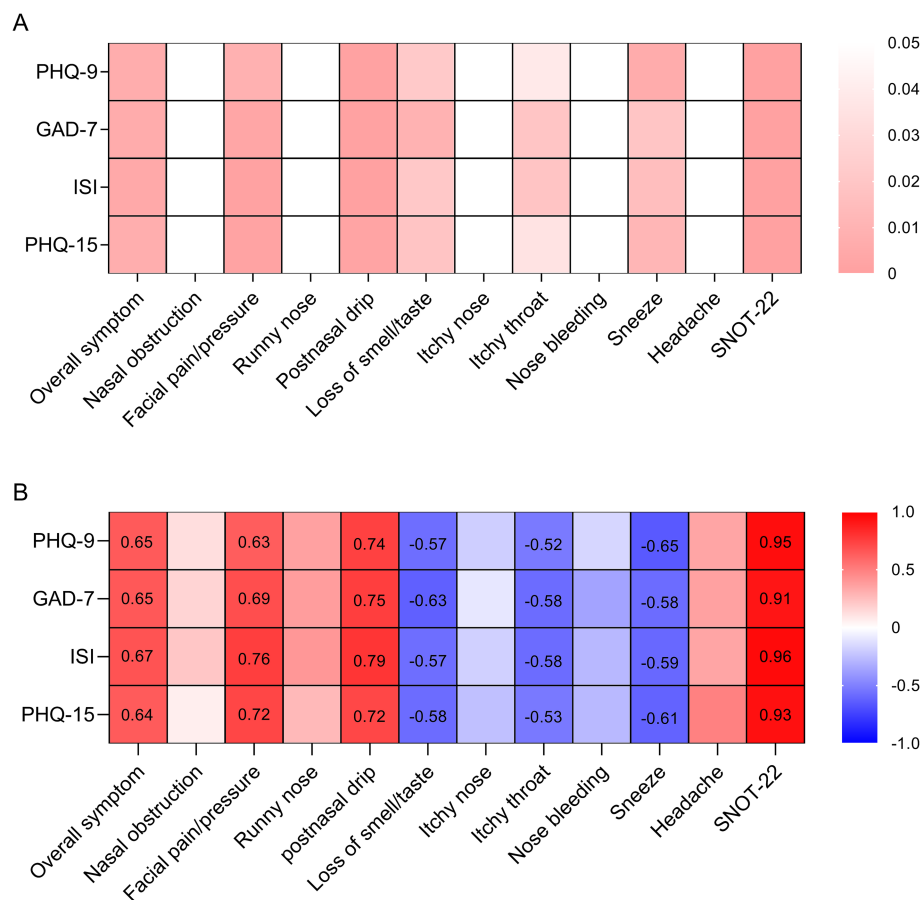 A
PHQ-9
GAD-7
ISI
PHQ-15
0.05
0.04
0.03
0.02
0.01
0
Overall symptom
Nasal obstruction
Facial pain/pressure
Runny nose
Postnasal drip
Loss of smell/taste
Itchy nose
Itchy throat
Nose bleeding
Sneeze
Headache
SNOT-22
B
PHQ-9 0.65 0.63 0.74 -0.57 -0.52 -0.65 0.95
GAD-7 0.65 0.69 0.75 -0.63 -0.58 -0.58 0.91
ISI 0.67 0.76 0.79 -0.57 -0.58 -0.59 0.96
PHQ-15 0.64 0.72 0.72 -0.58 -0.53 -0.61 0.93
1.0
0.5
0
-0.5
-1.0
Overall symptom
Nasal obstruction
Facial pain/pressure
Runny nose
postnasal drip
Loss of smell/taste
Itchy nose
Itchy throat
Nose bleeding
Sneeze
Headache
SNOT-22